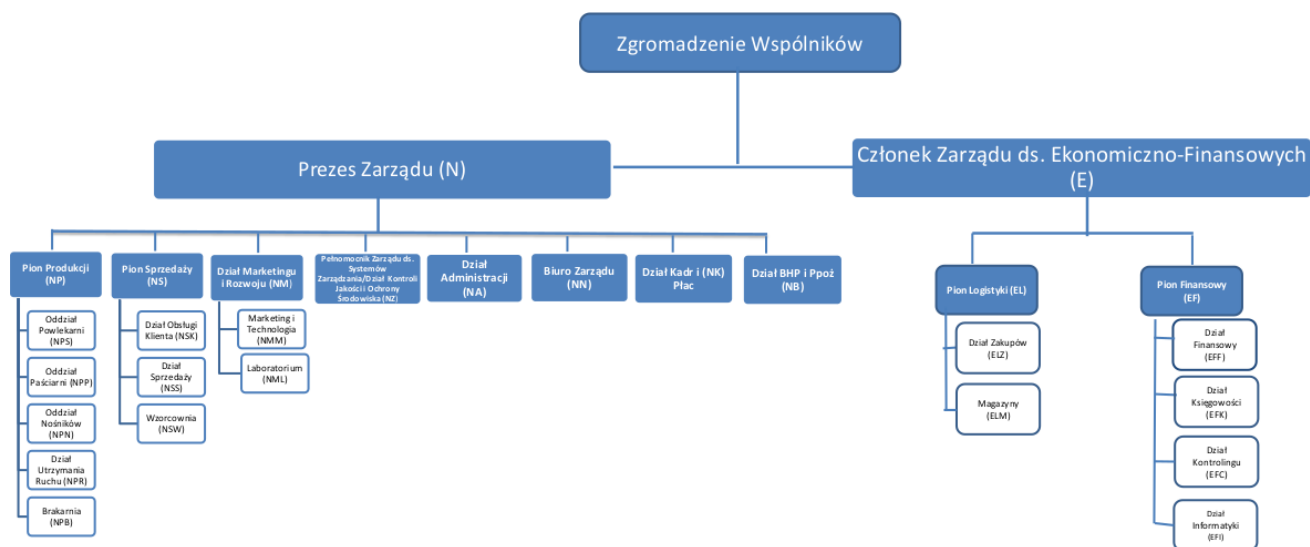 Zgromadzenie Wspólników
Prezes Zarządu (N)
Członek Zarządu ds. Ekonomiczno-Finansowych
(E)
Pion Produkcji
(NP)
Oddział
Powlekarni
(NPS)
Oddział
Paściarni (NPP)
Oddział
Nośników
(NPN)
Dział
Utrzymania
Ruchu (NPR)
Brakarnia
(NPB)
Pion Sprzedaży
(NS)
Dział Obsługi
Klienta (NSK)
Dział
Sprzedaży
(NSS)
Wzorcownia
(NSW)
Dział Marketingu
i Rozwoju (NM)
Marketing i
Technologia
(NMM)
Laboratorium
(NML)
Pełnomocnik Zarządu ds.
Systemów
Zarządzania/Dział Kontroli
Jakości i Ochrony
Środowiska (NZ)
Dział
Administracji
(NA)
Biuro Zarządu
(NN)
Dział Kadr i (NK)
Płac
Dział BHP i Ppoż
(NB)
Pion Logistyki (EL)
Dział Zakupów
(ELZ)
Magazyny
(ELM)
Pion Finansowy
(EF)
Dział
Finansowy
(EFF)
Dział
Księgowości
(EFK)
Dział
Kontrolingu
(EFC)
Dział
Informatyki
(EFI)